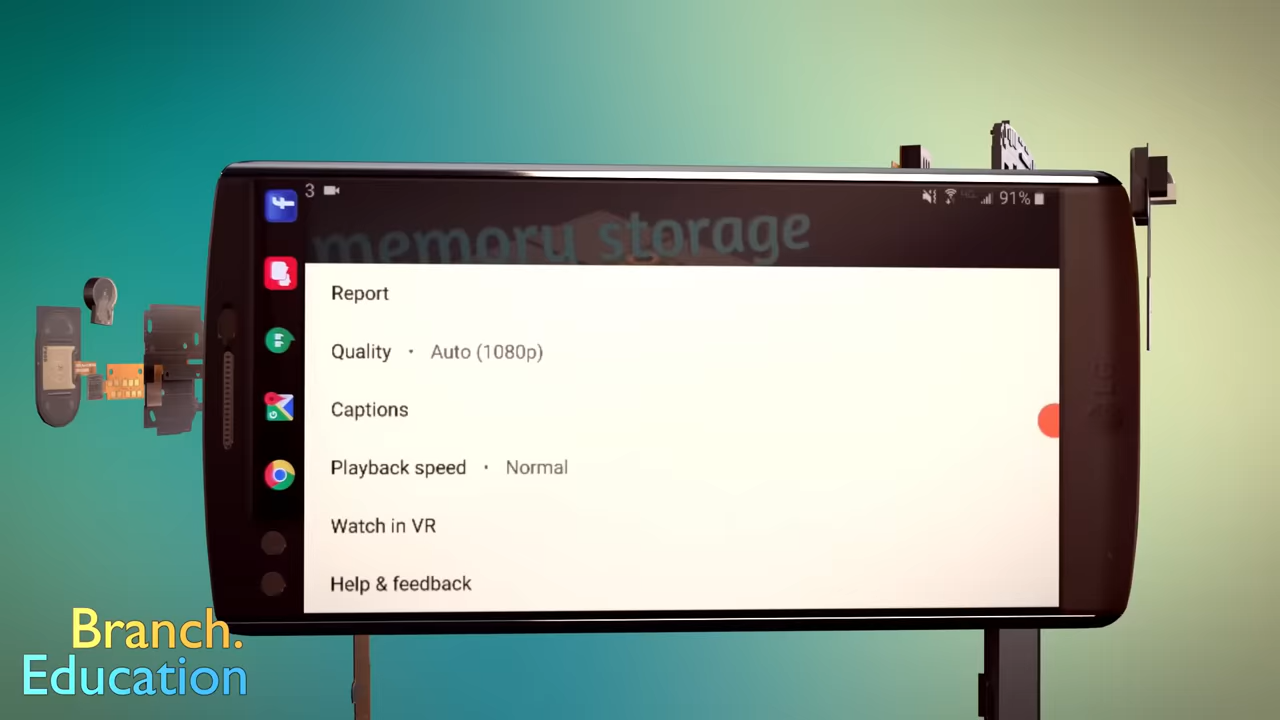 3
91%
memory storage
Report
Quality · Auto (1080p)
Captions
Playback speed · Normal
Watch in VR
Help & feedback
LG
Branch.
Education